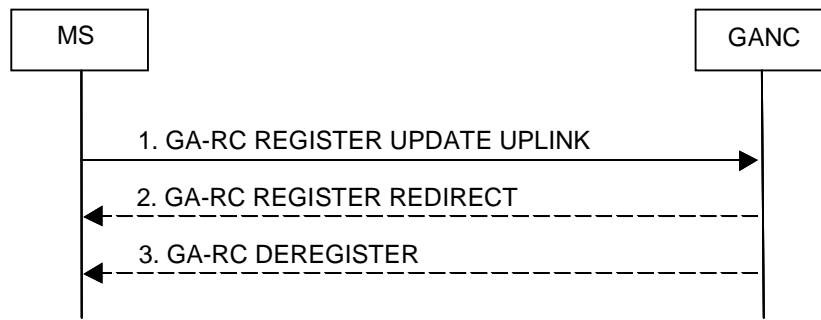 MS
GANC
1. GA-RC REGISTER UPDATE UPLINK
2. GA-RC REGISTER REDIRECT
3. GA-RC DEREGISTER